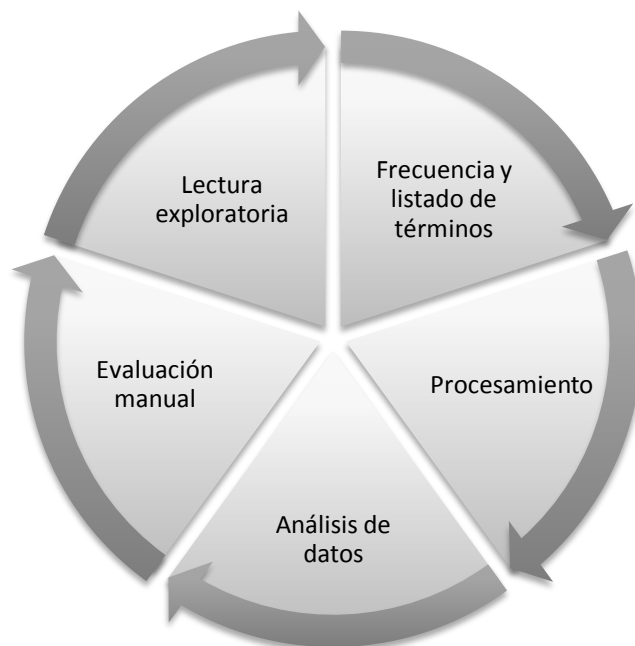 Lectura
exploratoria
Frecuencia y
listado de
términos
Procesamiento
Análisis de
datos
Evaluación
manual